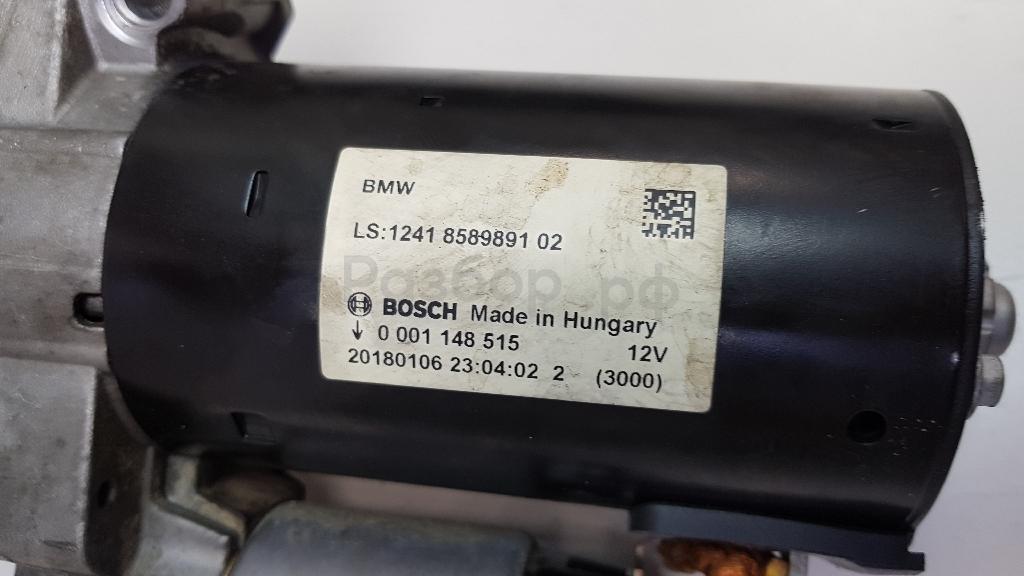 BMW
LS:1241 8589891 02
Разбор.рф
BOSCH Made in Hungary
0 001 148 515 12V
20180106 23:04:02 2 (3000)